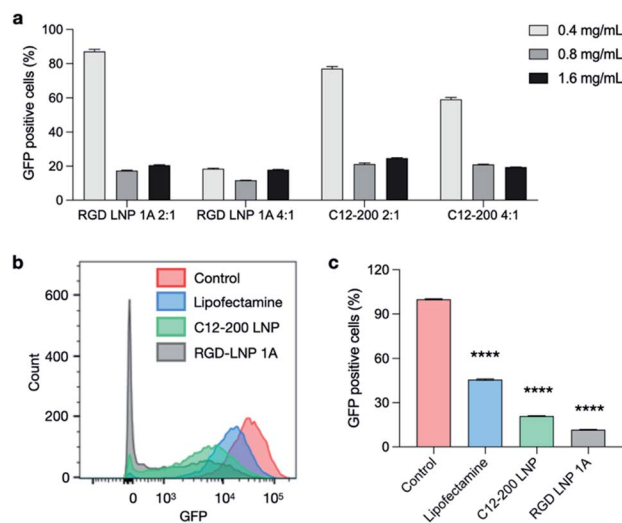 a
GFP positive cells (%)
100
80
60
40
20
0
RGD LNP 1A 2:1
RGD LNP 1A 4:1
C12-200 2:1
C12-200 4:1
0.4 mg/mL
0.8 mg/mL
1.6 mg/mL
b
Count
600
400
200
0
0
10³
10⁴
10⁵
GFP
Control
Lipofectamine
C12-200 LNP
RGD-LNP 1A
c
GFP positive cells (%)
120
90
60
30
0
****
****
****
Control
Lipofectamine
C12-200 LNP
RGD LNP 1A